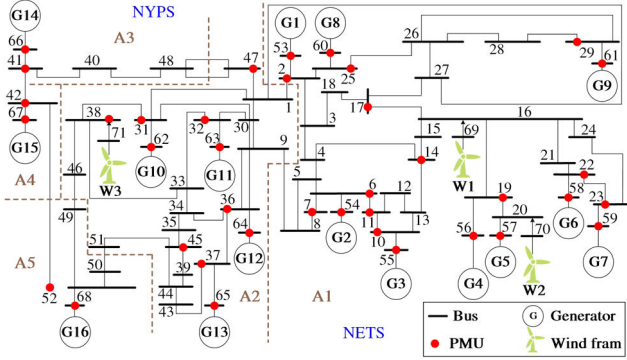 NYPS
NETS
A3
A4
A5
A2
A1
G14
66
41
40
48
47
42
67
G15
38
71
W3
31
62
G10
32
63
G11
30
1
46
49
33
34
35
36
9
64
G12
51
45
50
39
37
44
43
65
G13
52
68
G16
G1
53
2
G8
60
25
26
28
29
61
G9
27
18
17
3
4
5
15
14
16
69
W1
24
21
22
58
G6
23
59
G7
6
7
54
8
G2
12
11
13
10
55
G3
19
20
56
57
70
G4
G5
W2
Bus
G Generator
PMU
Wind fram